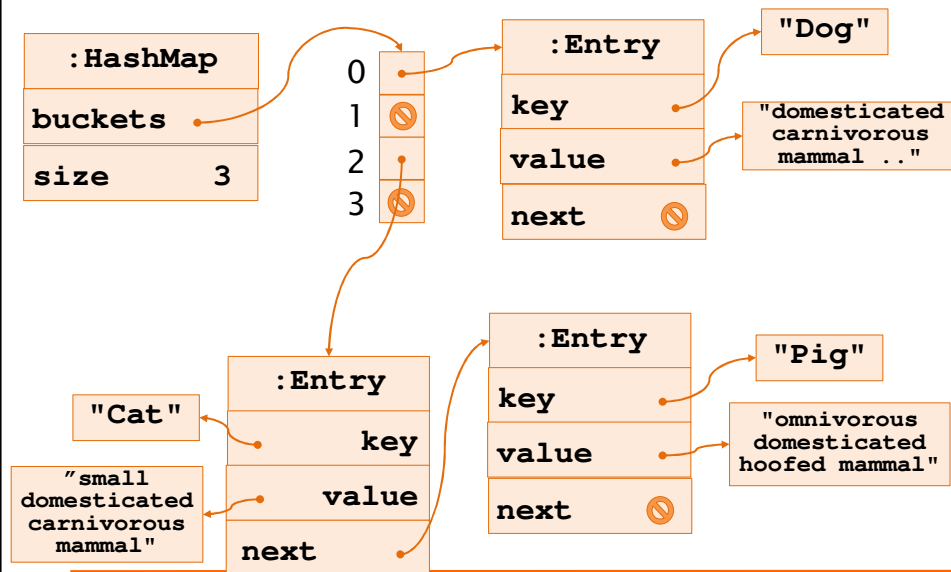 :HashMap
buckets
size 3
0
1
2
3
:Entry
key
value
next
"Dog"
"domesticated
carnivorous
mammal .."
:Entry
key
value
next
"Cat"
"small
domesticated
carnivorous
mammal"
:Entry
key
value
next
"Pig"
"omnivorous
domesticated
hoofed mammal"